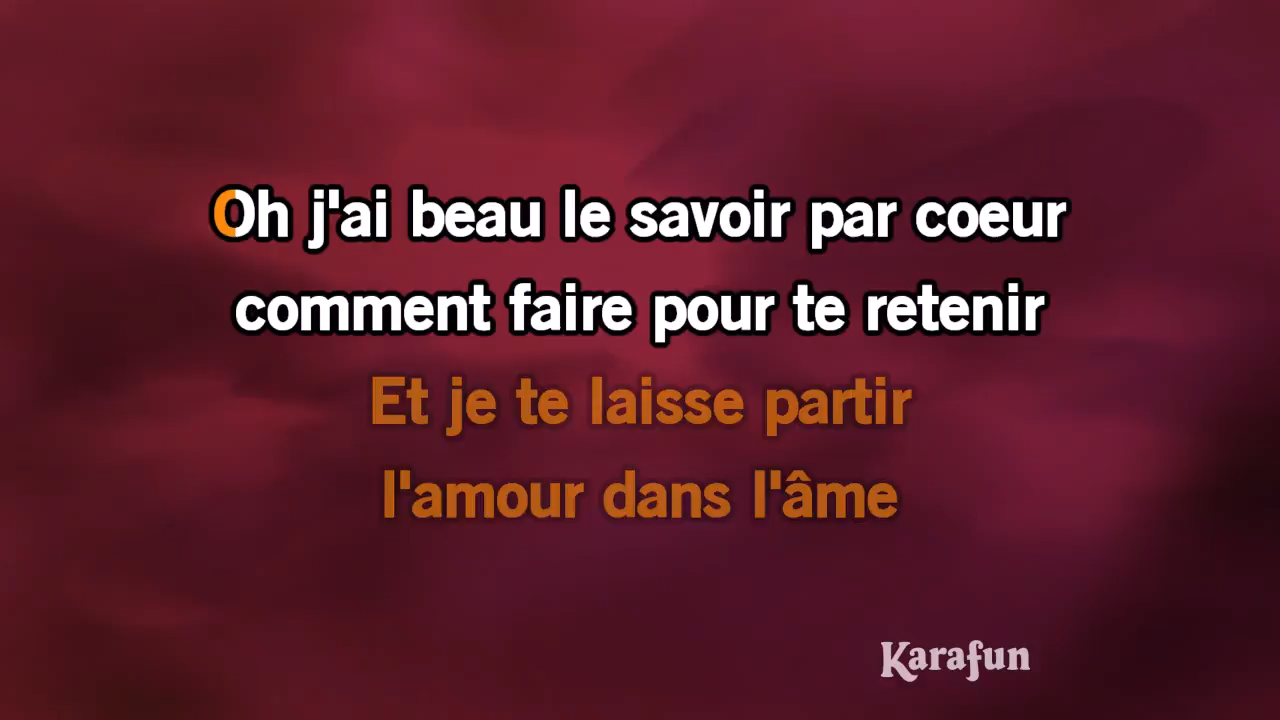 Oh j'ai beau le savoir par coeur
comment faire pour te retenir
Et je te laisse partir
l'amour dans l'âme
Karafun